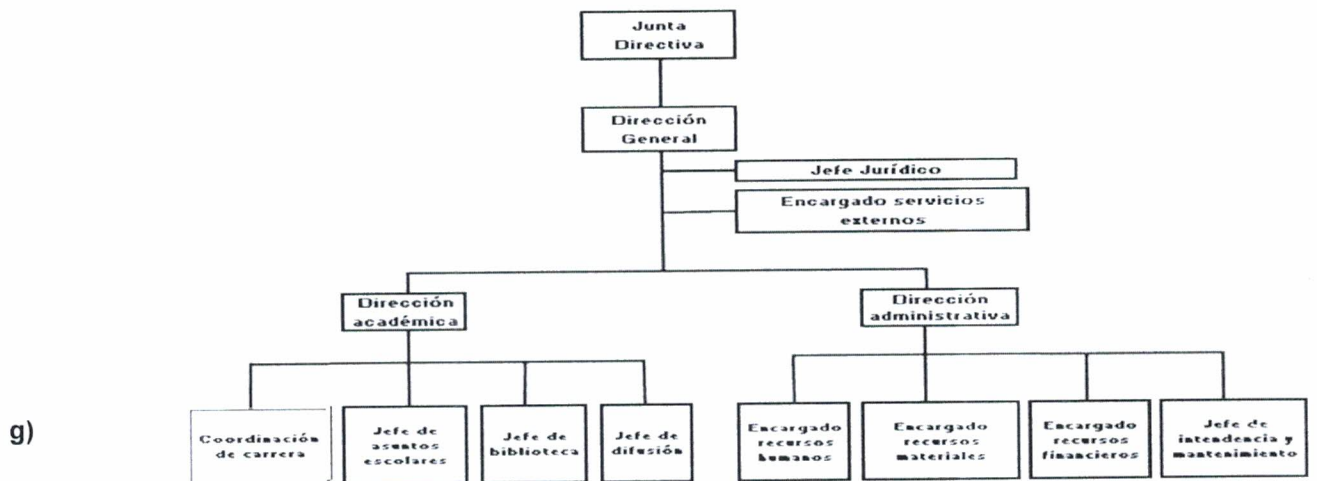 Junta
Directiva
Dirección
General
Jefe Jurídico
Encargado servicios
externos
Dirección
académica
Dirección
administrativa
g)
Coordinación
de carrera
Jefe de
asuntos
escolares
Jefe de
biblioteca
Jefe de
difusión
Encargado
recursos
humanos
Encargado
recursos
materiales
Encargado
recursos
financieros
Jefe de
intendencia y
mantenimiento